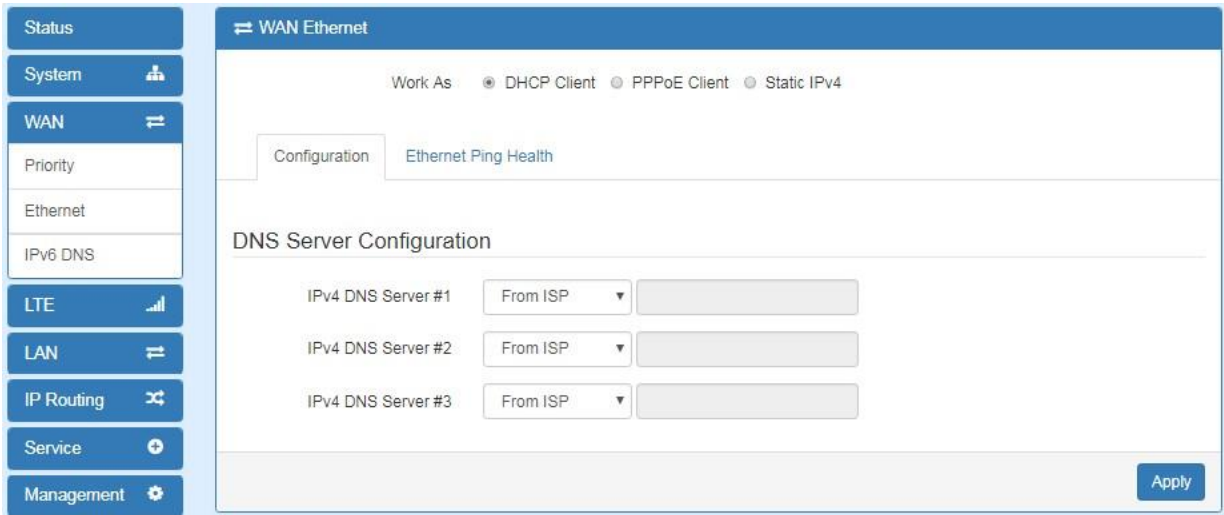 Status
System
WAN
Priority
Ethernet
IPv6 DNS
LTE
LAN
IP Routing
Service
Management
WAN Ethernet
Work As DHCP Client PPPoE Client Static IPv4
Configuration Ethernet Ping Health
DNS Server Configuration
IPv4 DNS Server #1 From ISP
IPv4 DNS Server #2 From ISP
IPv4 DNS Server #3 From ISP
Apply